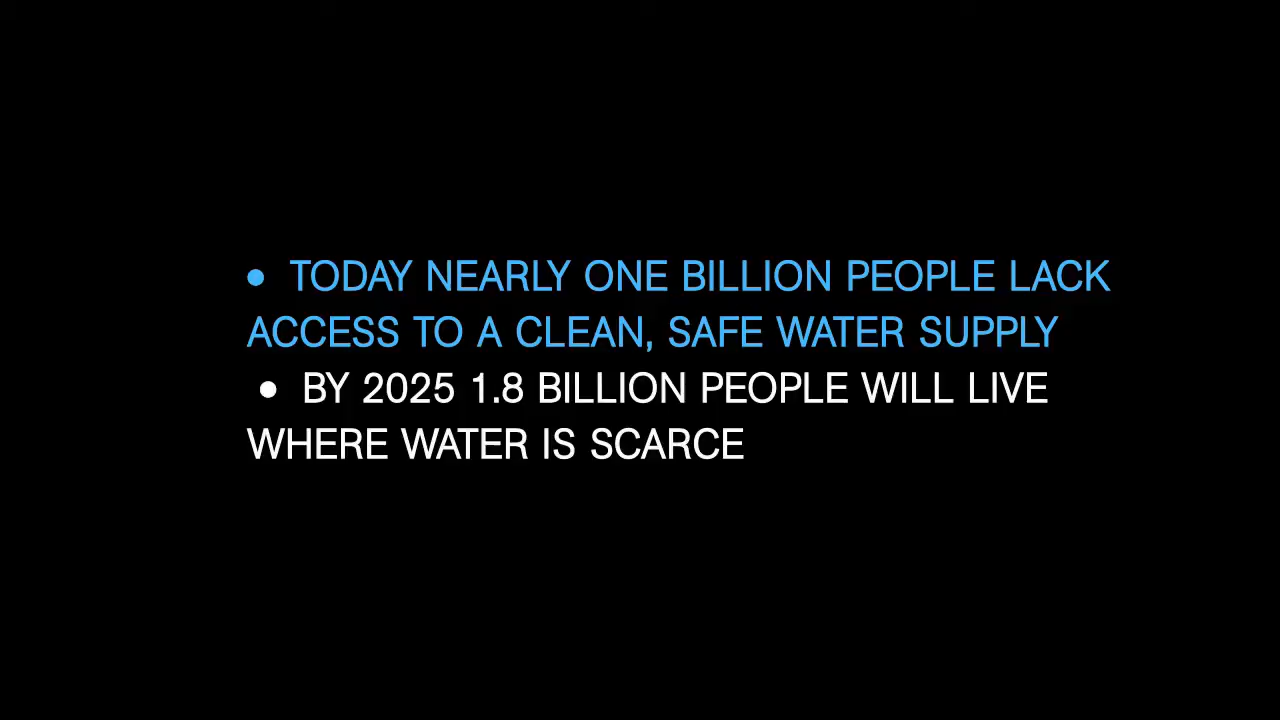 • TODAY NEARLY ONE BILLION PEOPLE LACK
ACCESS TO A CLEAN, SAFE WATER SUPPLY
• BY 2025 1.8 BILLION PEOPLE WILL LIVE
WHERE WATER IS SCARCE